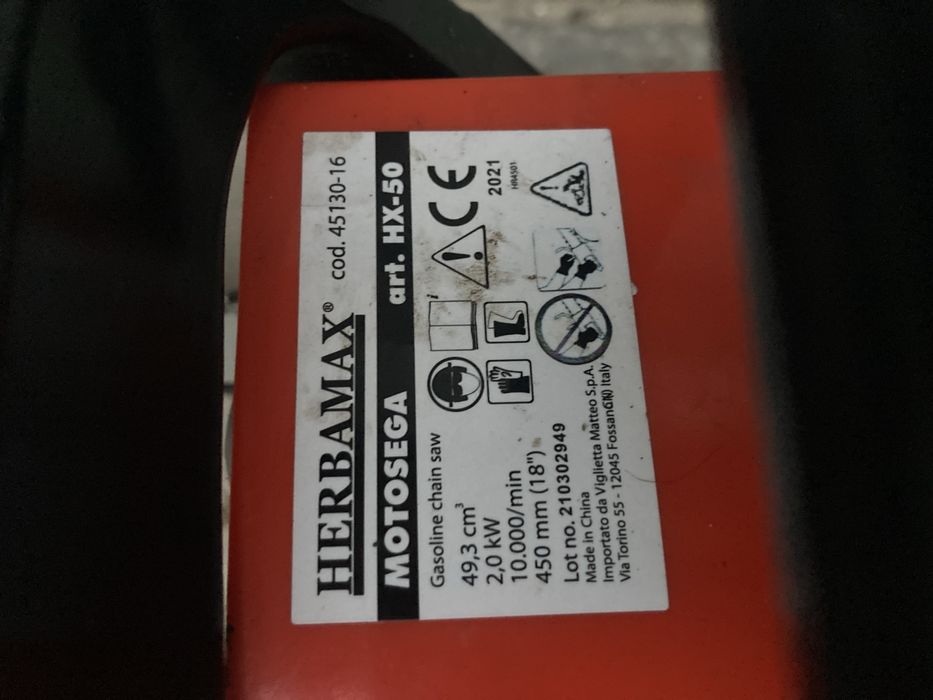 HERBAMAX® cod. 45130-16
MOTOSEGA art. HX-50
Gasoline chain saw
49,3 cm³
2,0 kW
10.000/min
450 mm (18")
Lot no. 210302949
Made in China
Importato da Viglietta Matteo S.p.A.
Via Torino 55 - 12045 Fossano(CN) Italy
i
CE
2021
HR4501